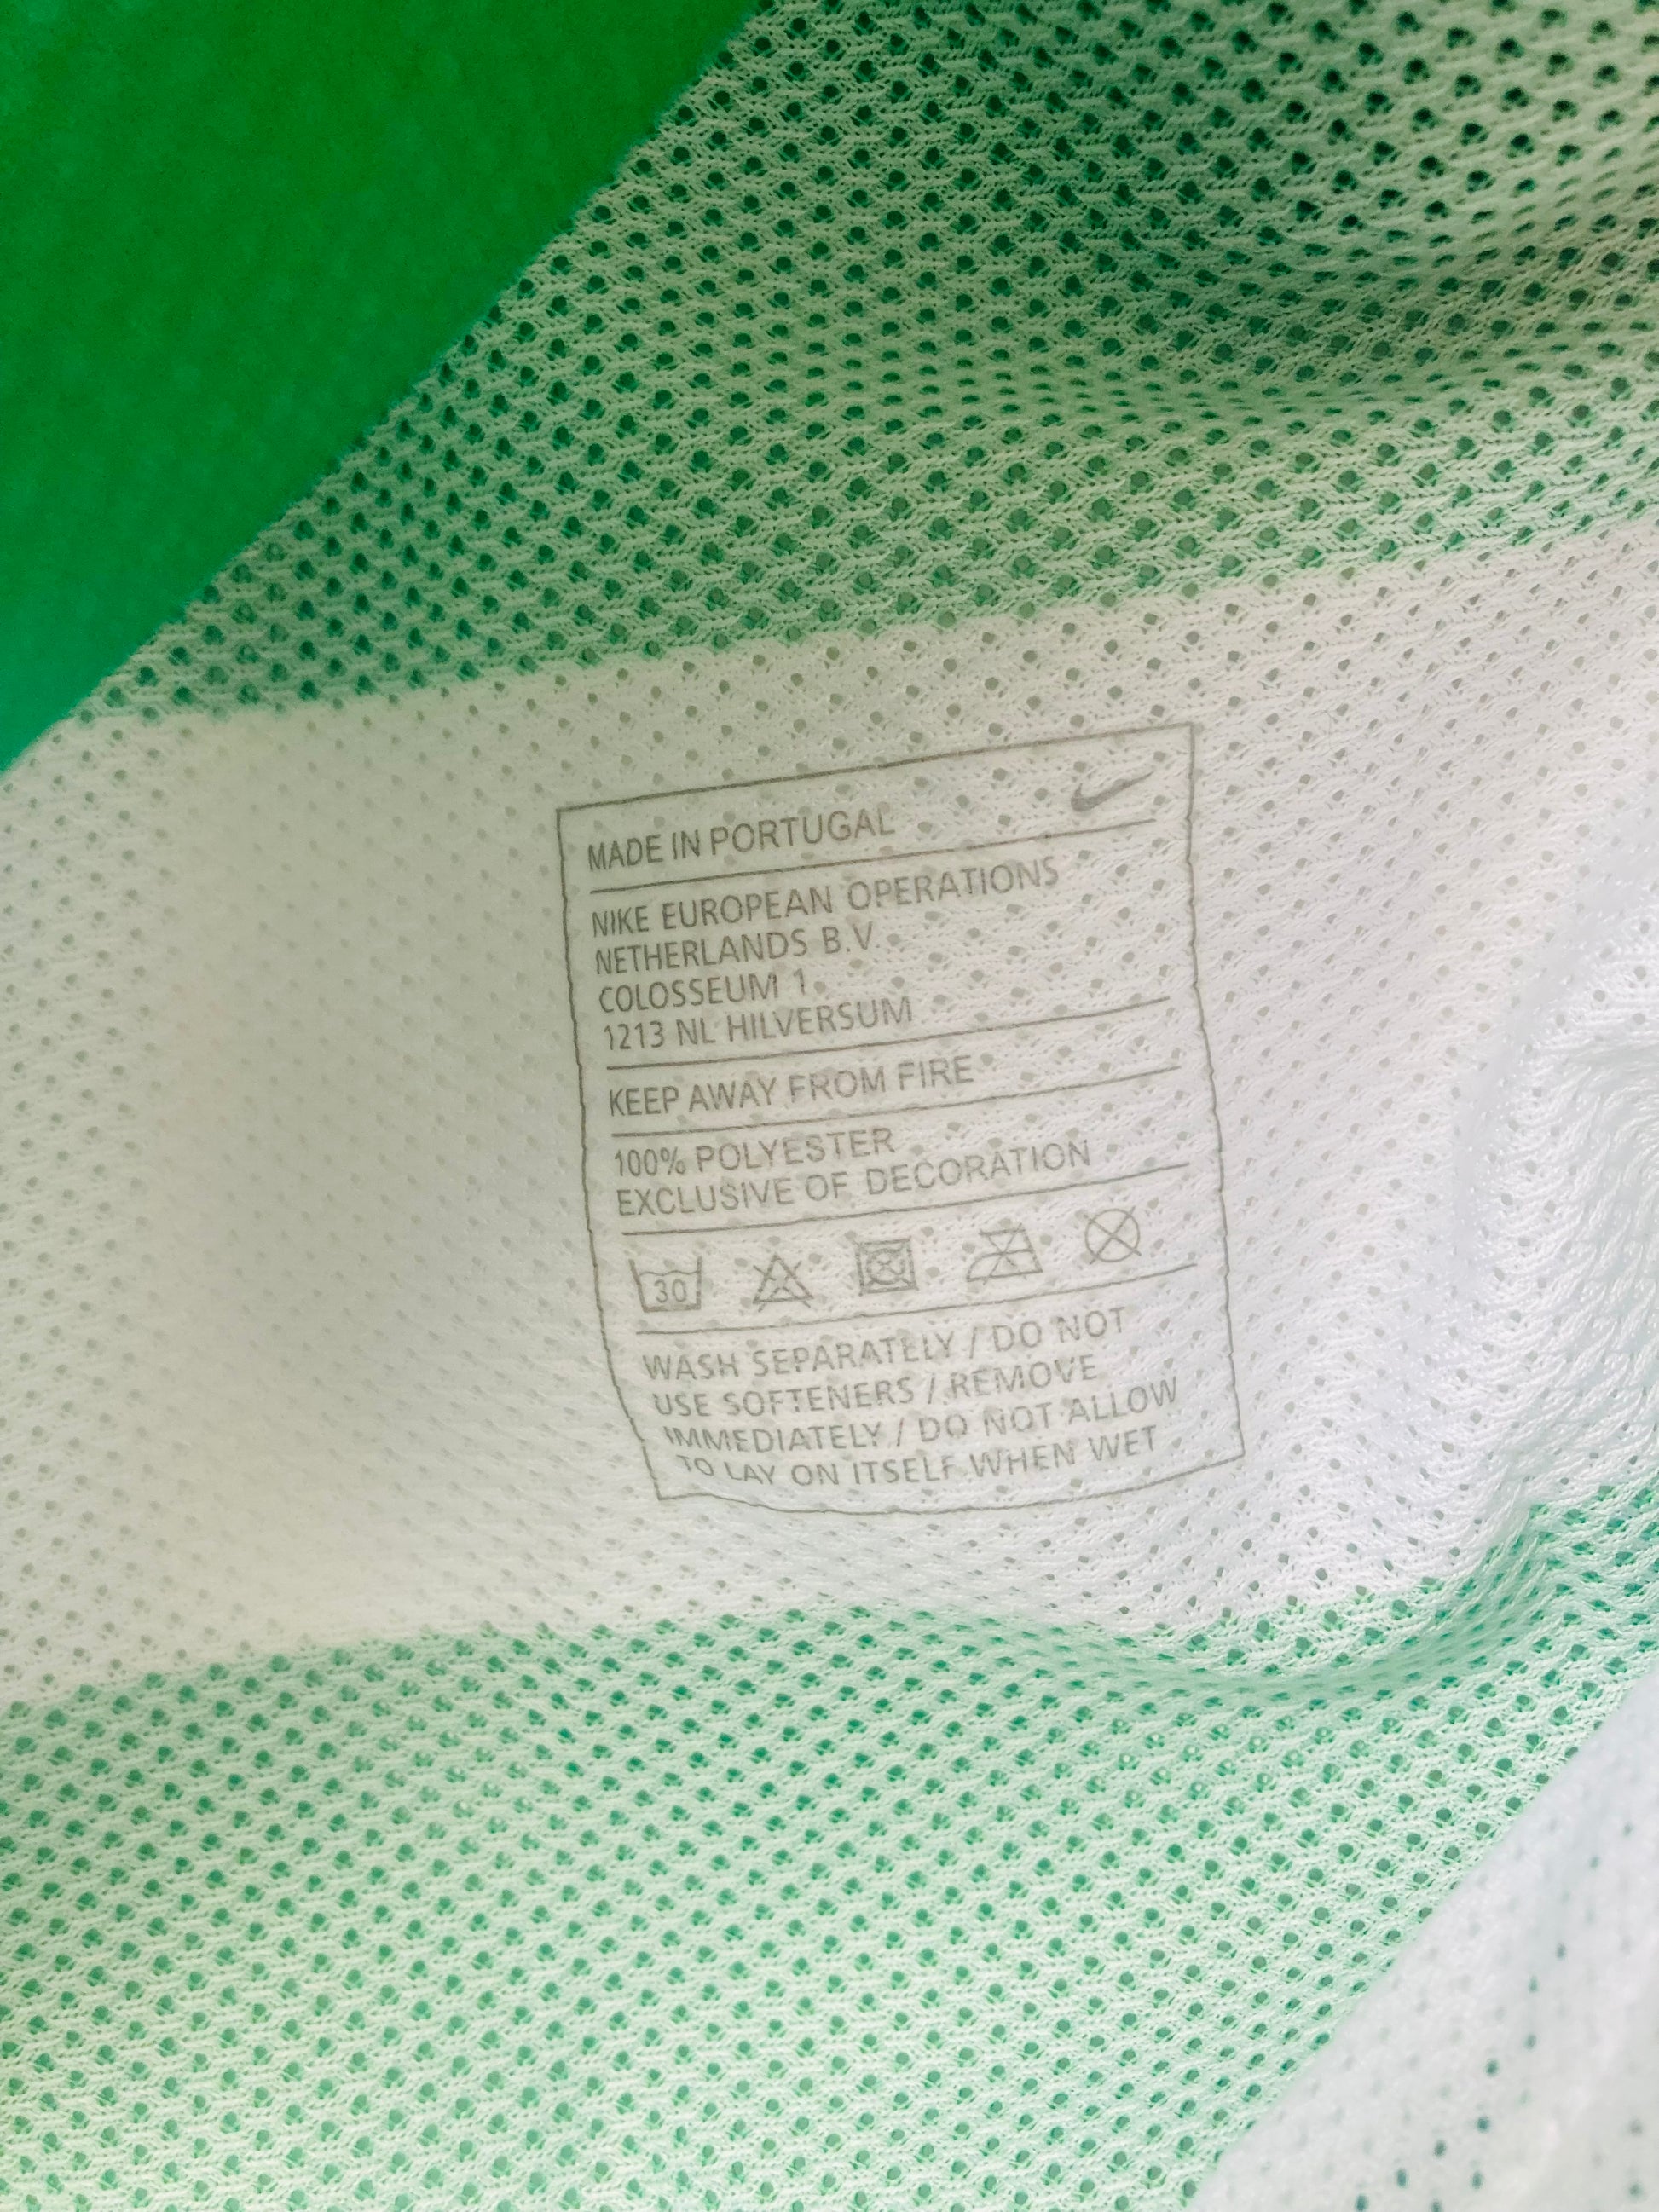 MADE IN PORTUGAL
NIKE EUROPEAN OPERATIONS
NETHERLANDS B.V.
COLOSSEUM 1
1213 NL HILVERSUM
KEEP AWAY FROM FIRE
100% POLYESTER
EXCLUSIVE OF DECORATION
30
WASH SEPARATELY / DO NOT
USE SOFTENERS / REMOVE
IMMEDIATELY / DO NOT ALLOW
TO LAY ON ITSELF WHEN WET